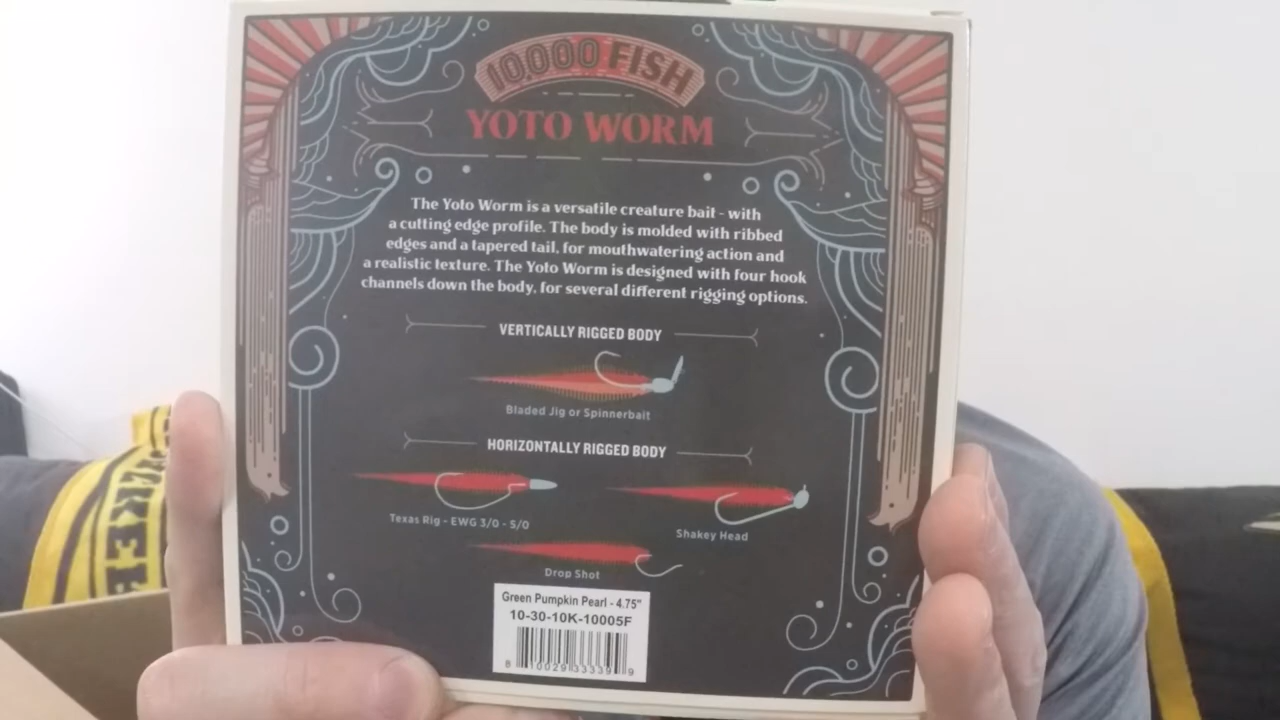 10,000 FISH
YOTO WORM
The Yoto Worm is a versatile creature bait - with
a cutting edge profile. The body is molded with ribbed
edges and a tapered tail, for mouthwatering action and
a realistic texture. The Yoto Worm is designed with four hook
channels down the body, for several different rigging options.
VERTICALLY RIGGED BODY
Bladed Jig or Spinnerbait
HORIZONTALLY RIGGED BODY
Texas Rig - EWG 3/0 - 5/0
Shakey Head
Drop Shot
Green Pumpkin Pearl - 4.75"
10-30-10K-10005F
8 10029 33339 9